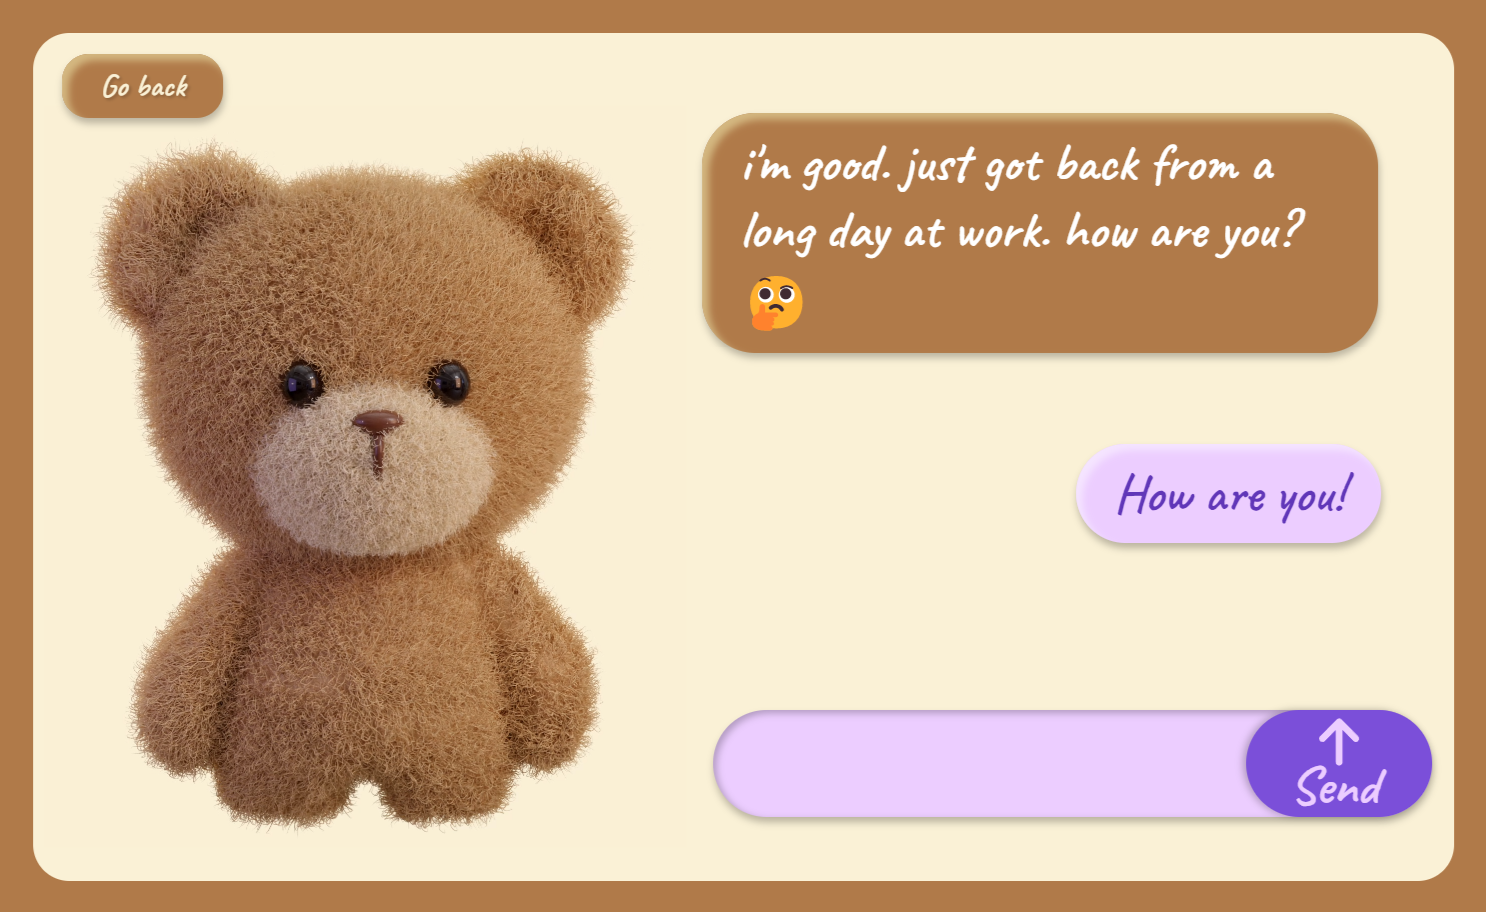 Go back
i'm good. just got back from a
long day at work. how are you?
🤔
How are you!
Send